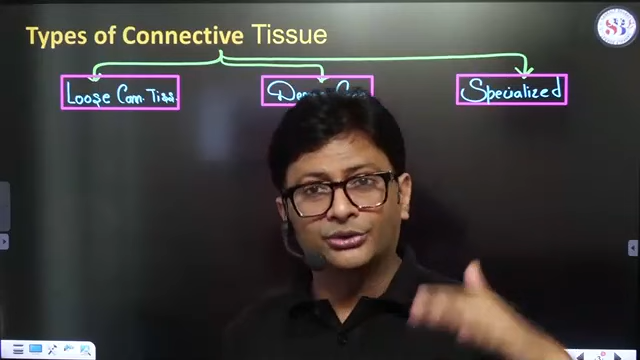 Types of Connective Tissue
Loose Conn. Tiss.
Specialized